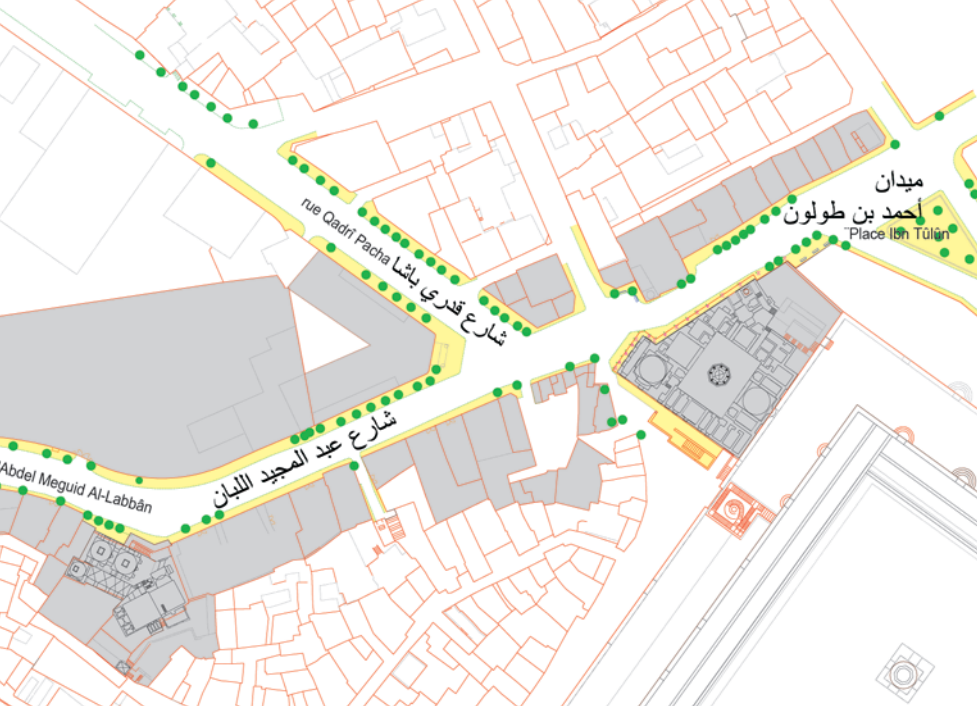 ميدان
أحمد بن طولون
Place Ibn Tûlûn
rue Qadrî Pacha
شارع قدري باشا
شارع عبد المجيد اللبان
'Abdel Meguid Al-Labbân